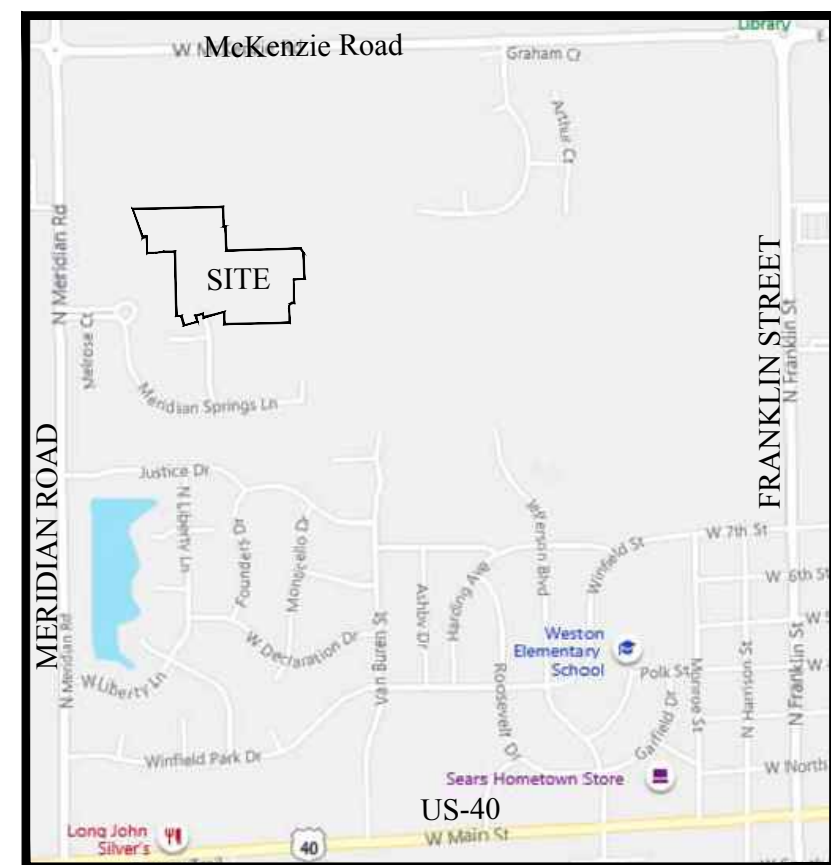 Library
McKenzie Road
Graham Ct
Arthur Ct
N Meridian Rd
SITE
FRANKLIN STREET
N Franklin St
Melrose Ct
Meridian Springs Ln
MERIDIAN ROAD
Justice Dr
N Liberty Ln
Founders Dr
Monticello Dr
Jefferson Blvd
Winfield St
W 7th St
W 6th St
Ashby Dr
Harding Ave
W Declaration Dr
Van Buren St
Weston
Elementary
School
Polk St
Monroe St
N Harrison St
N Franklin St
N Meridian Rd
W Liberty Ln
Roosevelt Dr
Garfield Dr
Winfield Park Dr
Sears Hometown Store
W North
US-40
Long John
Silver's
40
W Main St